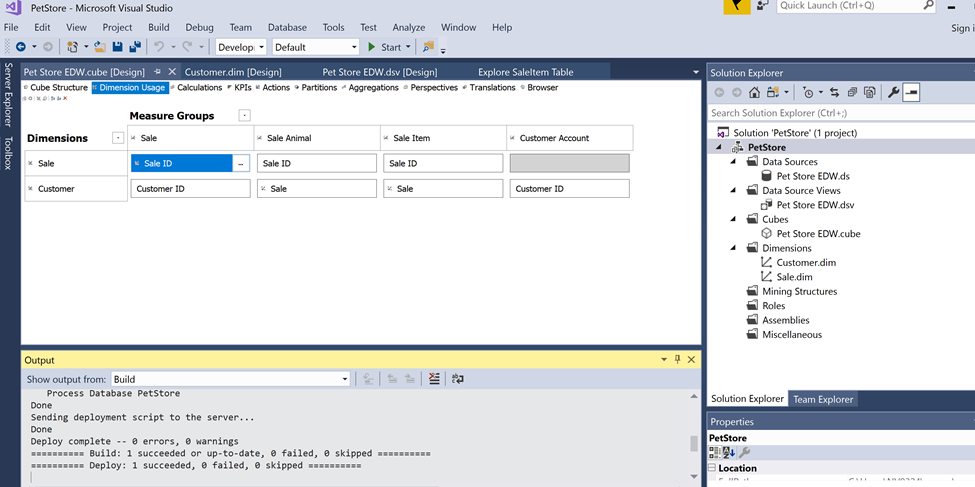 PetStore - Microsoft Visual Studio
Quick Launch (Ctrl+Q)
File Edit View Project Build Debug Team Database Tools Test Analyze Window Help
Sign i
Develop Default Start
Server Explorer
Toolbox
Pet Store EDW.cube [Design] Customer.dim [Design] Pet Store EDW.dsv [Design] Explore SaleItem Table
Cube Structure Dimension Usage Calculations KPIs Actions Partitions Aggregations Perspectives Translations Browser
Measure Groups
Dimensions Sale Sale Animal Sale Item Customer Account
Sale Sale ID ... Sale ID Sale ID
Customer Customer ID Sale Sale Customer ID
Output
Show output from: Build
Process Database PetStore
Done
Sending deployment script to the server...
Done
Deploy complete -- 0 errors, 0 warnings
========== Build: 1 succeeded or up-to-date, 0 failed, 0 skipped ==========
========== Deploy: 1 succeeded, 0 failed, 0 skipped ==========
Solution Explorer
Search Solution Explorer (Ctrl+;)
Solution 'PetStore' (1 project)
PetStore
Data Sources
Pet Store EDW.ds
Data Source Views
Pet Store EDW.dsv
Cubes
Pet Store EDW.cube
Dimensions
Customer.dim
Sale.dim
Mining Structures
Roles
Assemblies
Miscellaneous
Solution Explorer Team Explorer
Properties
PetStore
Location